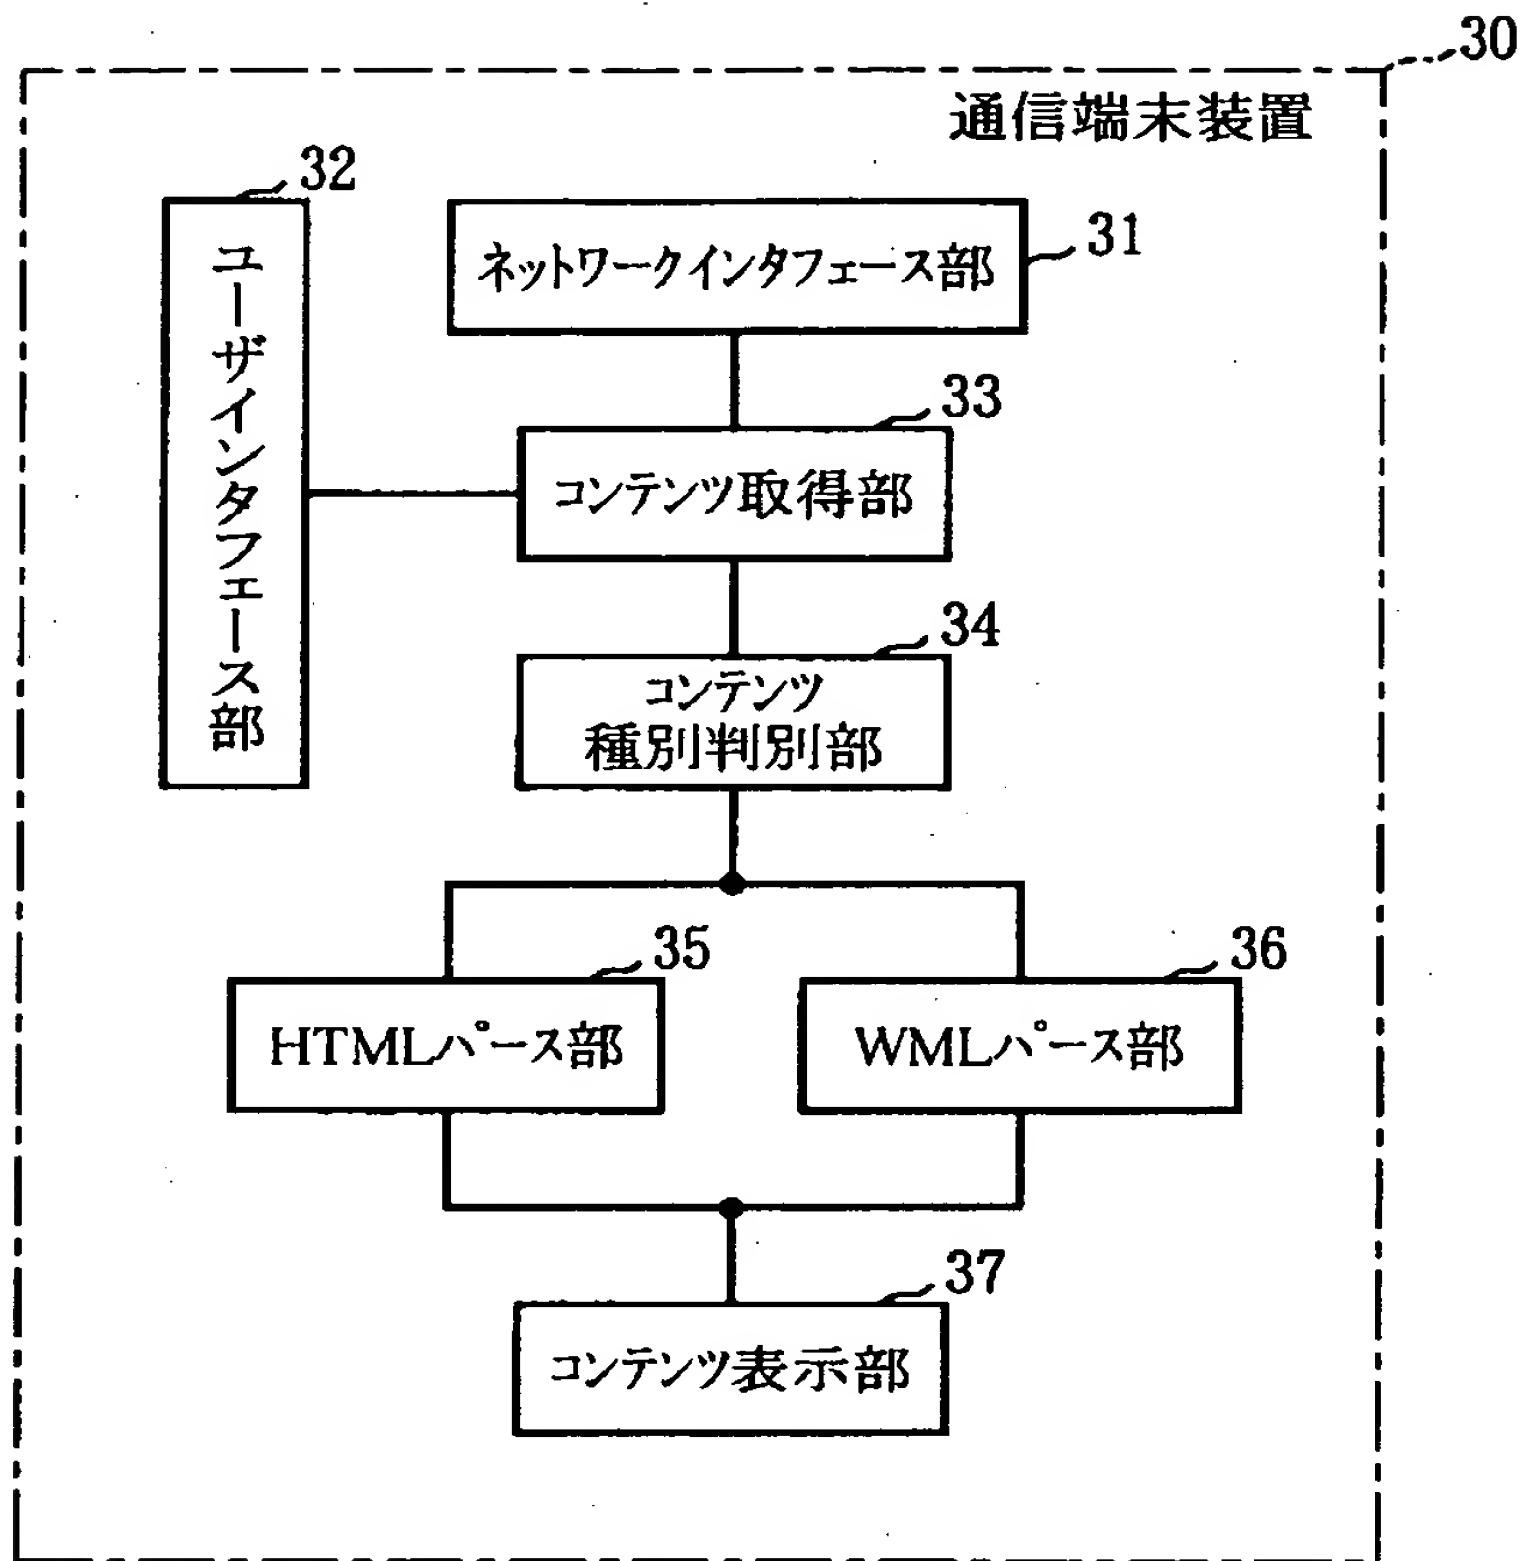 30
通信端末装置
32
ユーザインタフェース部
ネットワークインタフェース部
31
33
コンテンツ取得部
34
コンテンツ
種別判別部
35
HTMLパース部
36
WMLパース部
37
コンテンツ表示部